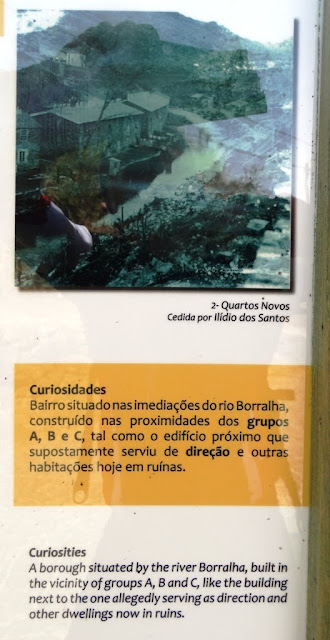 2- Quartos Novos
Cedida por Ilídio dos Santos
Curiosidades
Bairro situado nas imediações do rio Borralha,
construído nas proximidades dos grupos
A, B e C, tal como o edifício próximo que
supostamente serviu de direção e outras
habitações hoje em ruínas.
Curiosities
A borough situated by the river Borralha, built in
the vicinity of groups A, B and C, like the building
next to the one allegedly serving as direction and
other dwellings now in ruins.